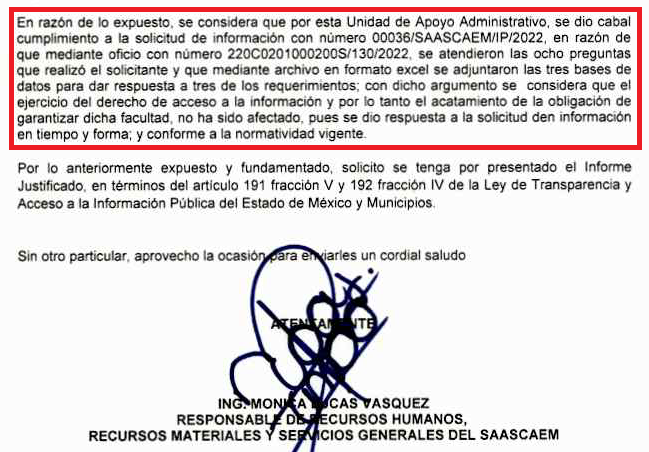 En razón de lo expuesto, se considera que por esta Unidad de Apoyo Administrativo, se dio cabal
cumplimiento a la solicitud de información con número 00036/SAASCAEM/IP/2022, en razón de
que mediante oficio con número 220C0201000200S/130/2022, se atendieron las ocho preguntas
que realizó el solicitante y que mediante archivo en formato excel se adjuntaron las tres bases de
datos para dar respuesta a tres de los requerimientos; con dicho argumento se considera que el
ejercicio del derecho de acceso a la información y por lo tanto el acatamiento de la obligación de
garantizar dicha facultad, no ha sido afectado, pues se dio respuesta a la solicitud den información
en tiempo y forma; y conforme a la normatividad vigente.
Por lo anteriormente expuesto y fundamentado, solicito se tenga por presentado el Informe
Justificado, en términos del artículo 191 fracción V y 192 fracción IV de la Ley de Transparencia y
Acceso a la Información Pública del Estado de México y Municipios.
Sin otro particular, aprovecho la ocasión para enviarles un cordial saludo
ATENTAMENTE
ING. MONICA LUCAS VASQUEZ
RESPONSABLE DE RECURSOS HUMANOS,
RECURSOS MATERIALES Y SERVICIOS GENERALES DEL SAASCAEM